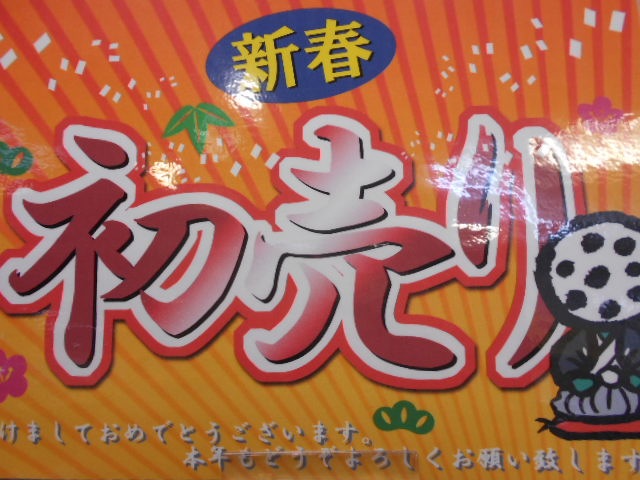 新春
初売り
けましておめでとうございます。
本年もどうぞよろしくお願い致します